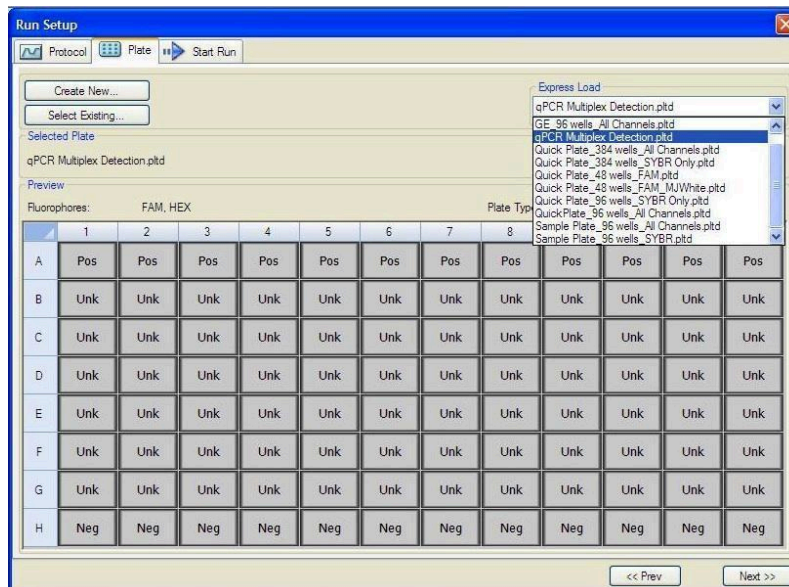 Run Setup
Protocol Plate Start Run
Create New...
Select Existing...
Express Load
qPCR Multiplex Detection.pltd
GE_96 wells_All Channels.pltd
qPCR Multiplex Detection.pltd
Quick Plate_384 wells_All Channels.pltd
Quick Plate_384 wells_SYBR Only.pltd
Quick Plate_48 wells_FAM.pltd
Quick Plate_48 wells_FAM_MJWhite.pltd
Quick Plate_96 wells_SYBR Only.pltd
QuickPlate_96 wells_All Channels.pltd
Sample Plate_96 wells_All Channels.pltd
Sample Plate_96 wells_SYBR.pltd
Selected Plate
qPCR Multiplex Detection.pltd
Preview
Fluorophores: FAM, HEX Plate Typ
1 2 3 4 5 6 7 8
A Pos Pos Pos Pos Pos Pos Pos Pos Pos Pos Pos Pos
B Unk Unk Unk Unk Unk Unk Unk Unk Unk Unk Unk Unk
C Unk Unk Unk Unk Unk Unk Unk Unk Unk Unk Unk Unk
D Unk Unk Unk Unk Unk Unk Unk Unk Unk Unk Unk Unk
E Unk Unk Unk Unk Unk Unk Unk Unk Unk Unk Unk Unk
F Unk Unk Unk Unk Unk Unk Unk Unk Unk Unk Unk Unk
G Unk Unk Unk Unk Unk Unk Unk Unk Unk Unk Unk Unk
H Neg Neg Neg Neg Neg Neg Neg Neg Neg Neg Neg Neg
<< Prev Next >>